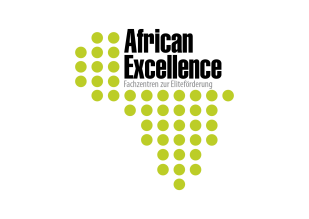 African
Excellence
Fachzentren zur Eliteförderung